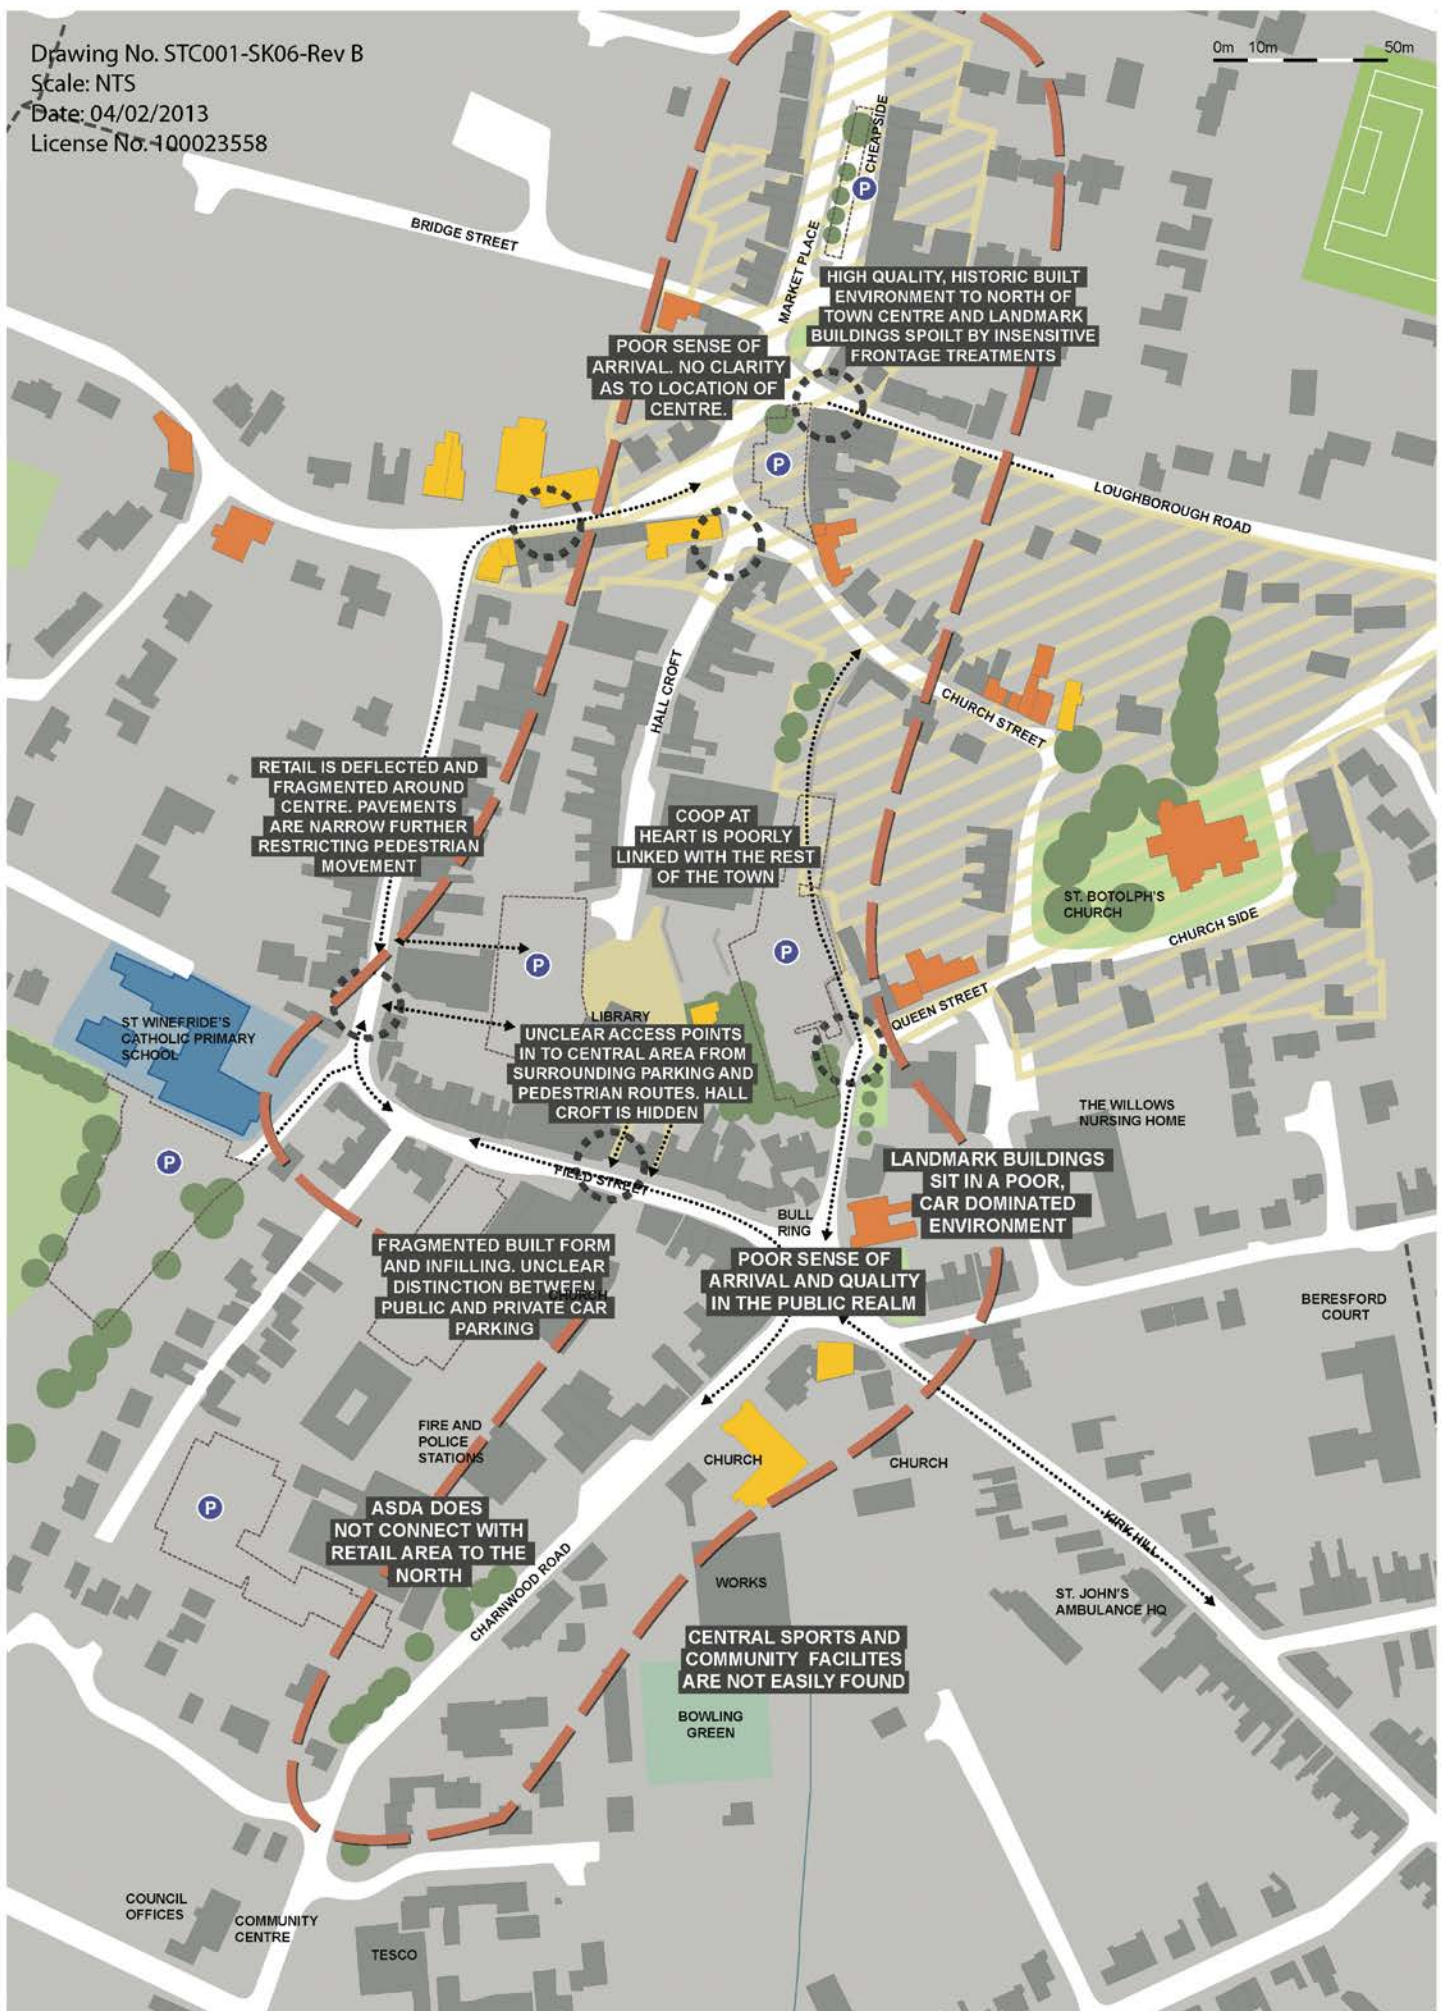 Drawing No. STC001-SK06-Rev B
Scale: NTS
Date: 04/02/2013
License No. 100023558
0m 10m 50m
CHEAPSIDE
P
BRIDGE STREET
MARKET PLACE
HIGH QUALITY, HISTORIC BUILT
ENVIRONMENT TO NORTH OF
TOWN CENTRE AND LANDMARK
BUILDINGS SPOILT BY INSENSITIVE
FRONTAGE TREATMENTS
POOR SENSE OF
ARRIVAL. NO CLARITY
AS TO LOCATION OF
CENTRE.
P
LOUGHBOROUGH ROAD
HALL CROFT
CHURCH STREET
RETAIL IS DEFLECTED AND
FRAGMENTED AROUND
CENTRE. PAVEMENTS
ARE NARROW FURTHER
RESTRICTING PEDESTRIAN
MOVEMENT
COOP AT
HEART IS POORLY
LINKED WITH THE REST
OF THE TOWN
ST. BOTOLPH'S
CHURCH
CHURCH SIDE
P
P
QUEEN STREET
ST WINEFRIDE'S
CATHOLIC PRIMARY
SCHOOL
LIBRARY
UNCLEAR ACCESS POINTS
IN TO CENTRAL AREA FROM
SURROUNDING PARKING AND
PEDESTRIAN ROUTES. HALL
CROFT IS HIDDEN
THE WILLOWS
NURSING HOME
P
FIELD STREET
LANDMARK BUILDINGS
SIT IN A POOR,
CAR DOMINATED
ENVIRONMENT
BULL
RING
FRAGMENTED BUILT FORM
AND INFILLING. UNCLEAR
DISTINCTION BETWEEN
PUBLIC AND PRIVATE CAR
PARKING
CHURCH
POOR SENSE OF
ARRIVAL AND QUALITY
IN THE PUBLIC REALM
BERESFORD
COURT
FIRE AND
POLICE
STATIONS
CHURCH
CHURCH
P
ASDA DOES
NOT CONNECT WITH
RETAIL AREA TO THE
NORTH
KIRK HILL
CHARNWOOD ROAD
WORKS
ST. JOHN'S
AMBULANCE HQ
CENTRAL SPORTS AND
COMMUNITY FACILITES
ARE NOT EASILY FOUND
BOWLING
GREEN
COUNCIL
OFFICES
COMMUNITY
CENTRE
TESCO